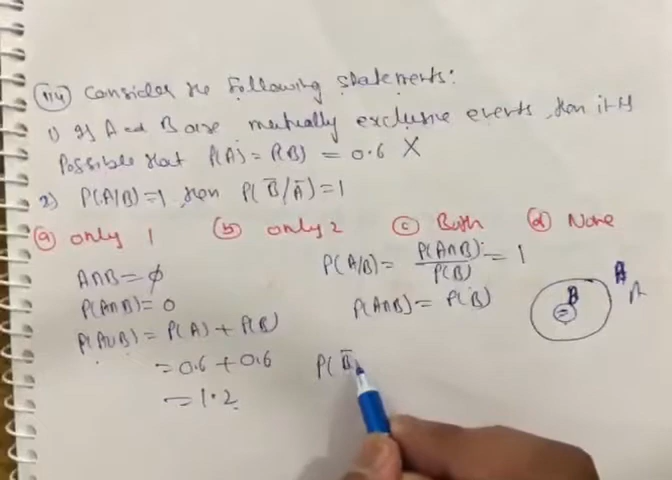 114 Consider the following statements:
1) If A and B are mutually exclusive events, then it is
Possible that P(A) = P(B) = 0.6 X
2) P(A/B)=1, then P(B̅/A̅)=1
(a) only 1 (b) only 2 (c) Both (d) None
A∩B=ϕ
P(A∩B)=0
P(A∪B) = P(A) + P(B)
= 0.6 + 0.6
= 1.2
P(A/B) = P(A∩B)/P(B) = 1
P(A∩B) = P(B)
P(B̅
B
A